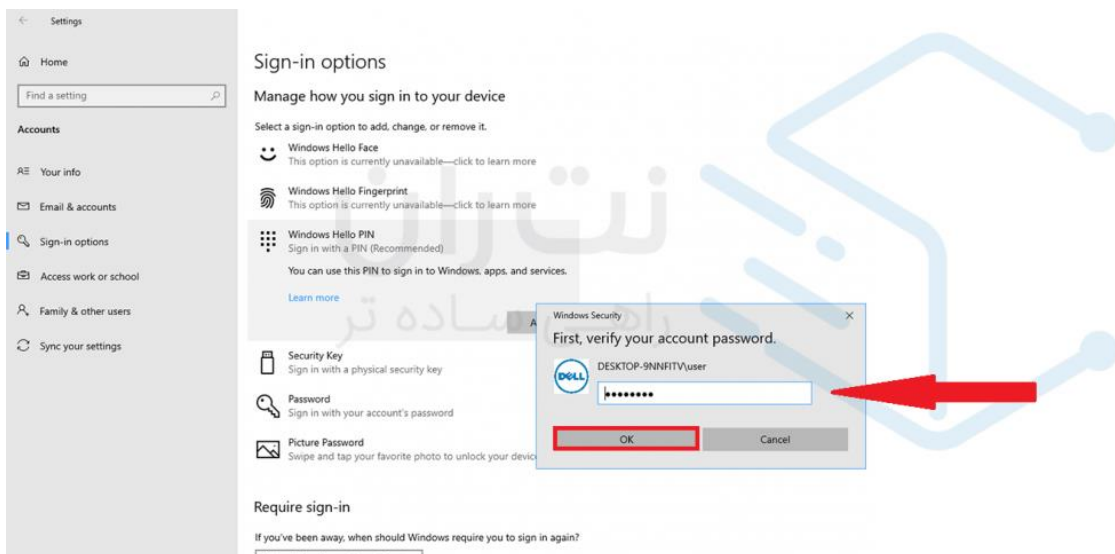 Settings
Home
Find a setting
Accounts
Your info
Email & accounts
Sign-in options
Access work or school
Family & other users
Sync your settings
Sign-in options
Manage how you sign in to your device
Select a sign-in option to add, change, or remove it.
Windows Hello Face
This option is currently unavailable—click to learn more
Windows Hello Fingerprint
This option is currently unavailable—click to learn more
Windows Hello PIN
Sign in with a PIN (Recommended)
You can use this PIN to sign in to Windows, apps, and services.
Learn more
A
Security Key
Sign in with a physical security key
Password
Sign in with your account's password
Picture Password
Swipe and tap your favorite photo to unlock your devic
Require sign-in
If you've been away, when should Windows require you to sign in again?
Windows Security
First, verify your account password.
DELL
DESKTOP-9NNFITV\user
OK
Cancel
نت ران
راهی ساده تر